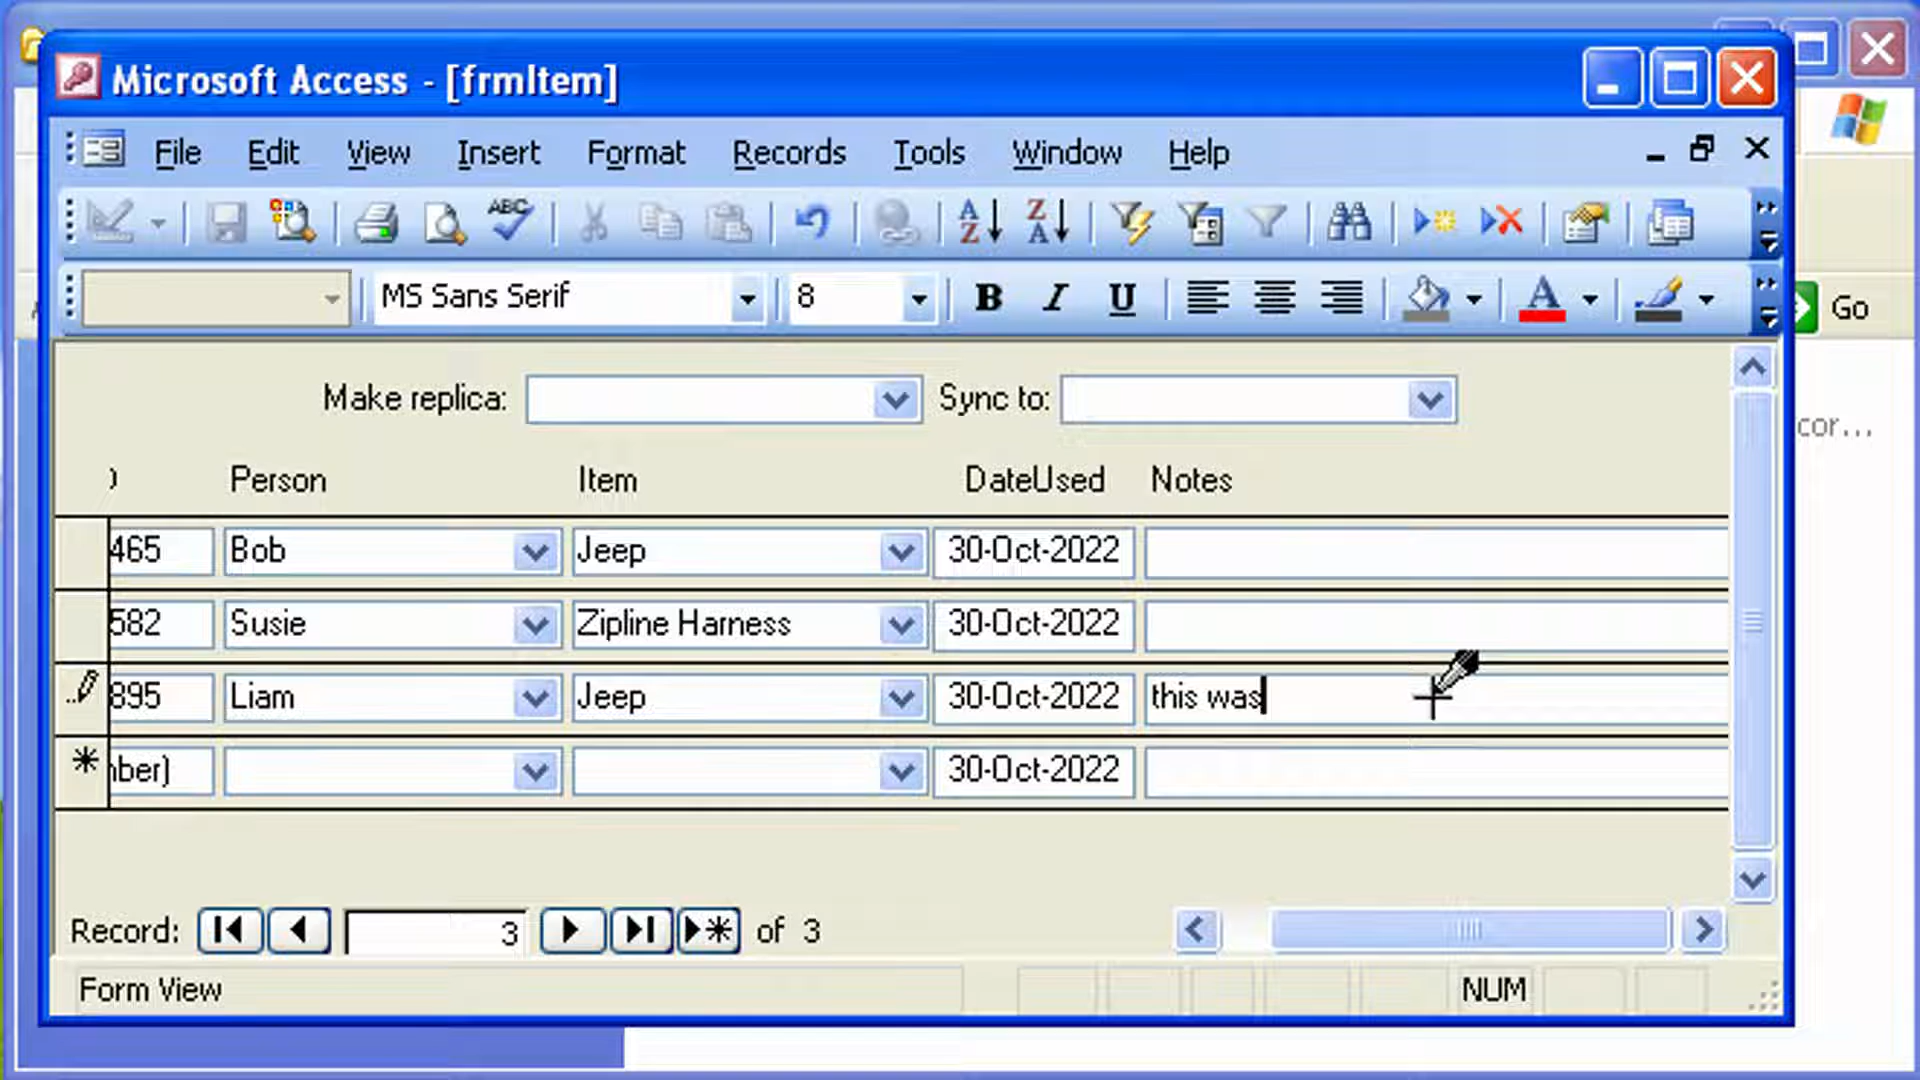 Microsoft Access - [frmItem]
File Edit View Insert Format Records Tools Window Help
ABC A Z Z A
MS Sans Serif 8 B I U A Go
Make replica: Sync to:
cor...
Person Item DateUsed Notes
465 Bob Jeep 30-Oct-2022
582 Susie Zipline Harness 30-Oct-2022
895 Liam Jeep 30-Oct-2022 this was
* nber) 30-Oct-2022
Record: 3 of 3
Form View NUM